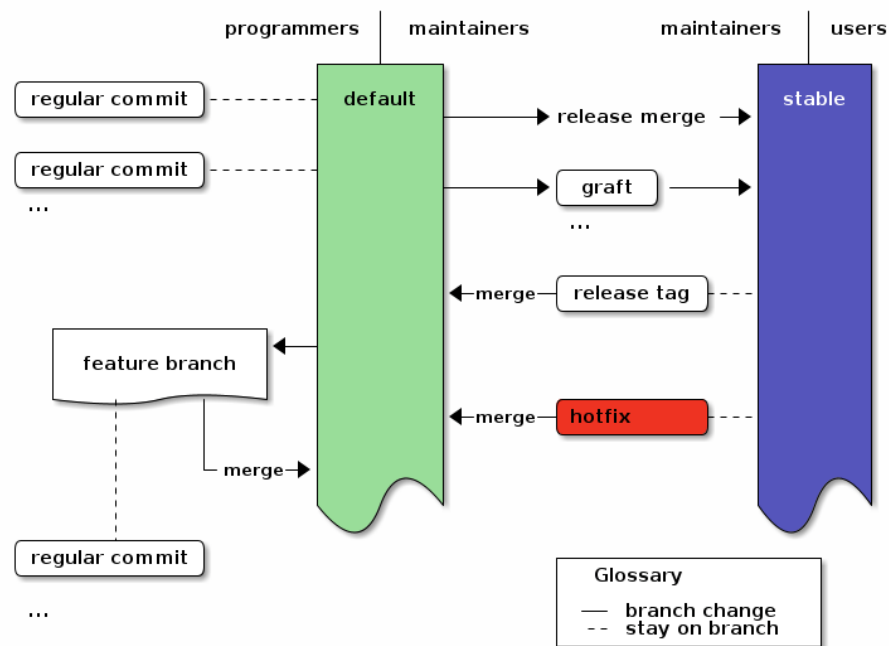 programmers
maintainers
maintainers
users
regular commit
default
release merge
stable
regular commit
graft
...
...
merge
release tag
feature branch
merge
hotfix
merge
regular commit
Glossary
branch change
stay on branch
...